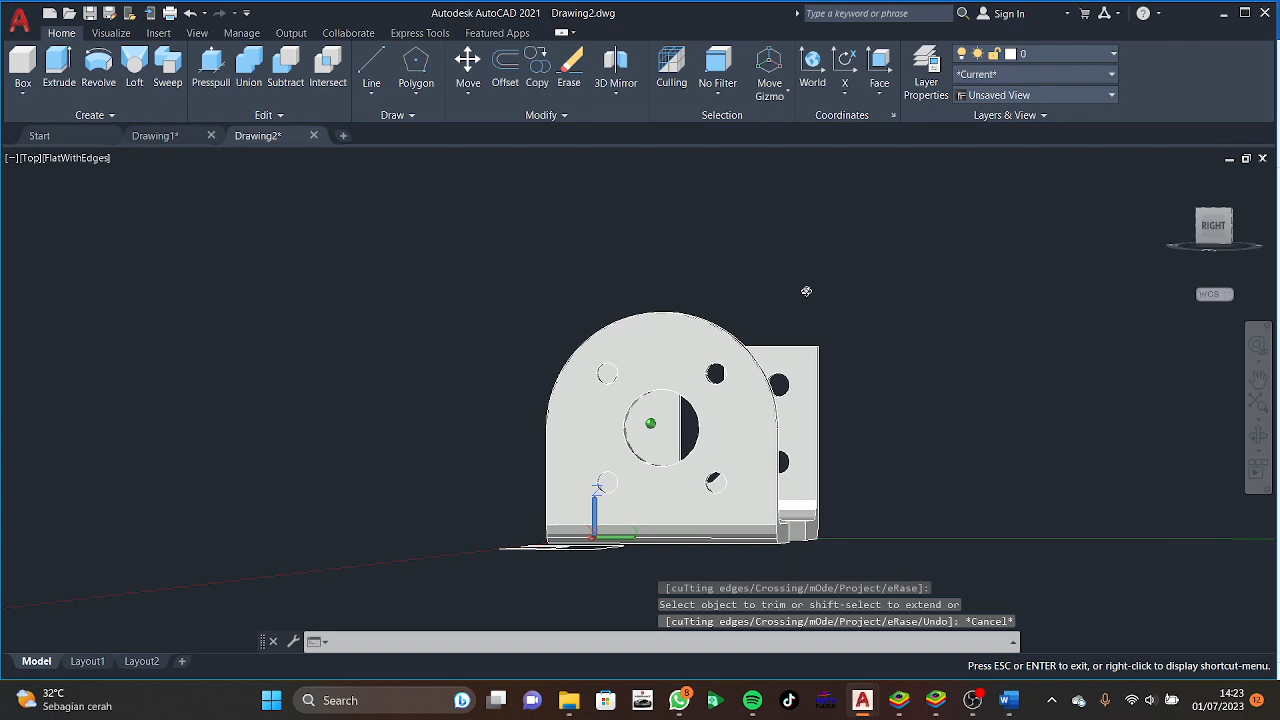 Autodesk AutoCAD 2021 Drawing2.dwg
Type a keyword or phrase
Sign In
Home Visualize Insert View Manage Output Collaborate Express Tools Featured Apps
Box Extrude Revolve Loft Sweep
Presspull Union Subtract Intersect
Line Polygon
Move Offset Copy Erase 3D Mirror
Culling No Filter Move Gizmo
World X Face
Layer Properties
0
*Current*
Unsaved View
Create Edit Draw Modify Selection Coordinates Layers & View
Start Drawing1* Drawing2*
[−][Top][FlatWithEdges]
RIGHT
WCS
Z
Y
[cuTting edges/Crossing/mOde/Project/eRase]:
Select object to trim or shift-select to extend or
[cuTting edges/Crossing/mOde/Project/eRase/Undo]: *Cancel*
Model Layout1 Layout2
Press ESC or ENTER to exit, or right-click to display shortcut-menu.
32°C
Sebagian cerah
Search
8
14:23
01/07/2023
12